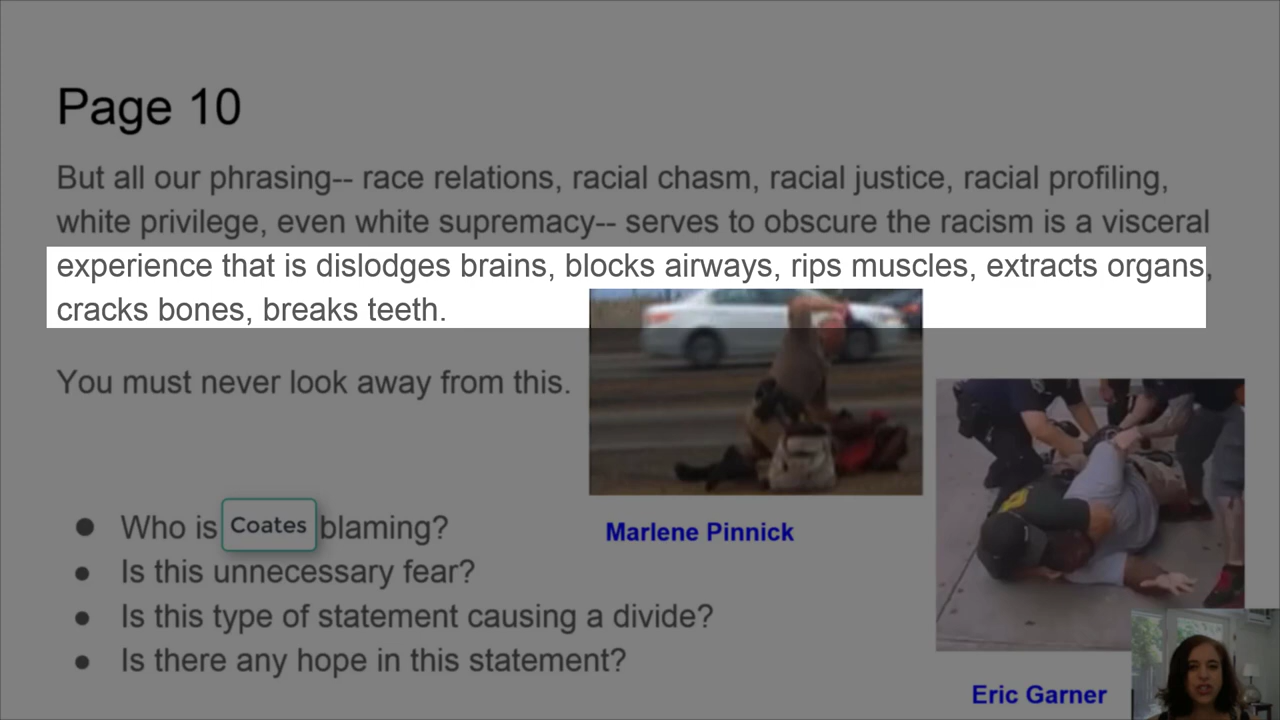 Page 10
But all our phrasing-- race relations, racial chasm, racial justice, racial profiling,
white privilege, even white supremacy-- serves to obscure the racism is a visceral
experience that is dislodges brains, blocks airways, rips muscles, extracts organs,
cracks bones, breaks teeth.
You must never look away from this.
● Who is Coates blaming?
● Is this unnecessary fear?
● Is this type of statement causing a divide?
● Is there any hope in this statement?
Marlene Pinnick
Eric Garner